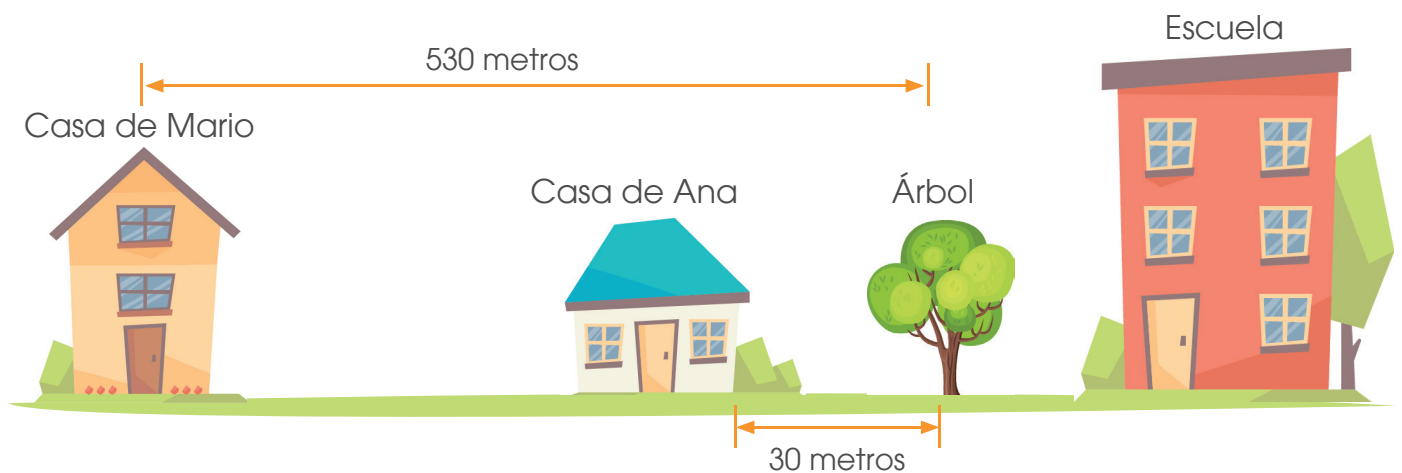 Escuela
530 metros
Casa de Mario
Casa de Ana
Árbol
30 metros